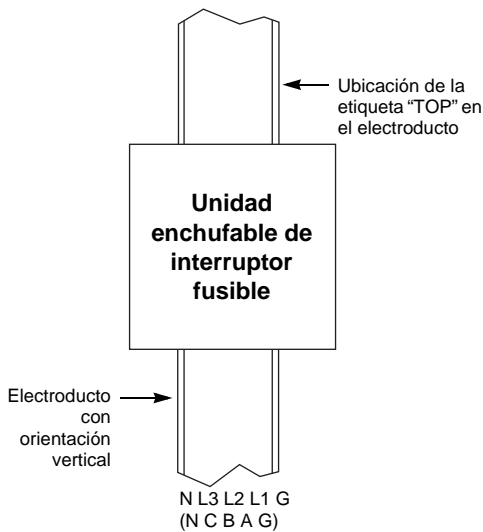 Ubicación de la
etiqueta “TOP” en
el electroducto
Unidad
enchufable de
interruptor
fusible
Electroducto
con
orientación
vertical
N L3 L2 L1 G
(N C B A G)